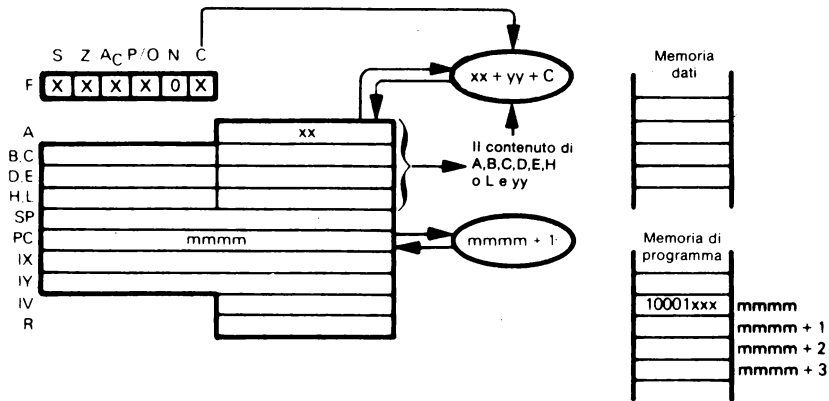 S Z AC P/O N C
F X X X X 0 X
xx + yy + C
Memoria
dati
A xx
B,C
D,E
H,L
Il contenuto di
A,B,C,D,E,H
o L e yy
SP
PC mmmm
mmmm + 1
IX
IY
IV
R
Memoria di
programma
10001xxx mmmm
mmmm + 1
mmmm + 2
mmmm + 3